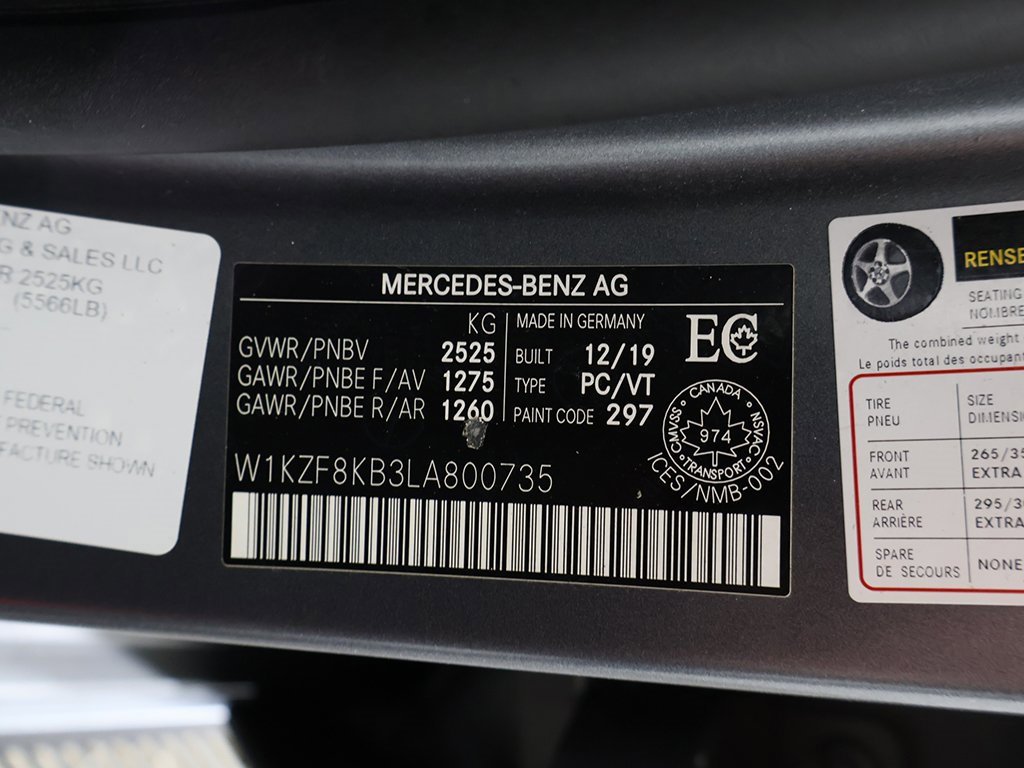 NZ AG
G & SALES LLC
R 2525KG
(5566LB)
FEDERAL
PREVENTION
FACTURE SHOWN
MERCEDES-BENZ AG
KG
GVWR/PNBV 2525
GAWR/PNBE F/AV 1275
GAWR/PNBE R/AR 1260
MADE IN GERMANY
BUILT 12/19
TYPE PC/VT
PAINT CODE 297
W1KZF8KB3LA800735
EC
CANADA
CMVSS NSVAC
974
TRANSPORT
ICES/NMB-002
RENSE
SEATING
NOMBRE
The combined weight
Le poids total des occupant
TIRE SIZE
PNEU DIMENSI
FRONT 265/35
AVANT EXTRA
REAR 295/3
ARRIÈRE EXTRA
SPARE NONE
DE SECOURS